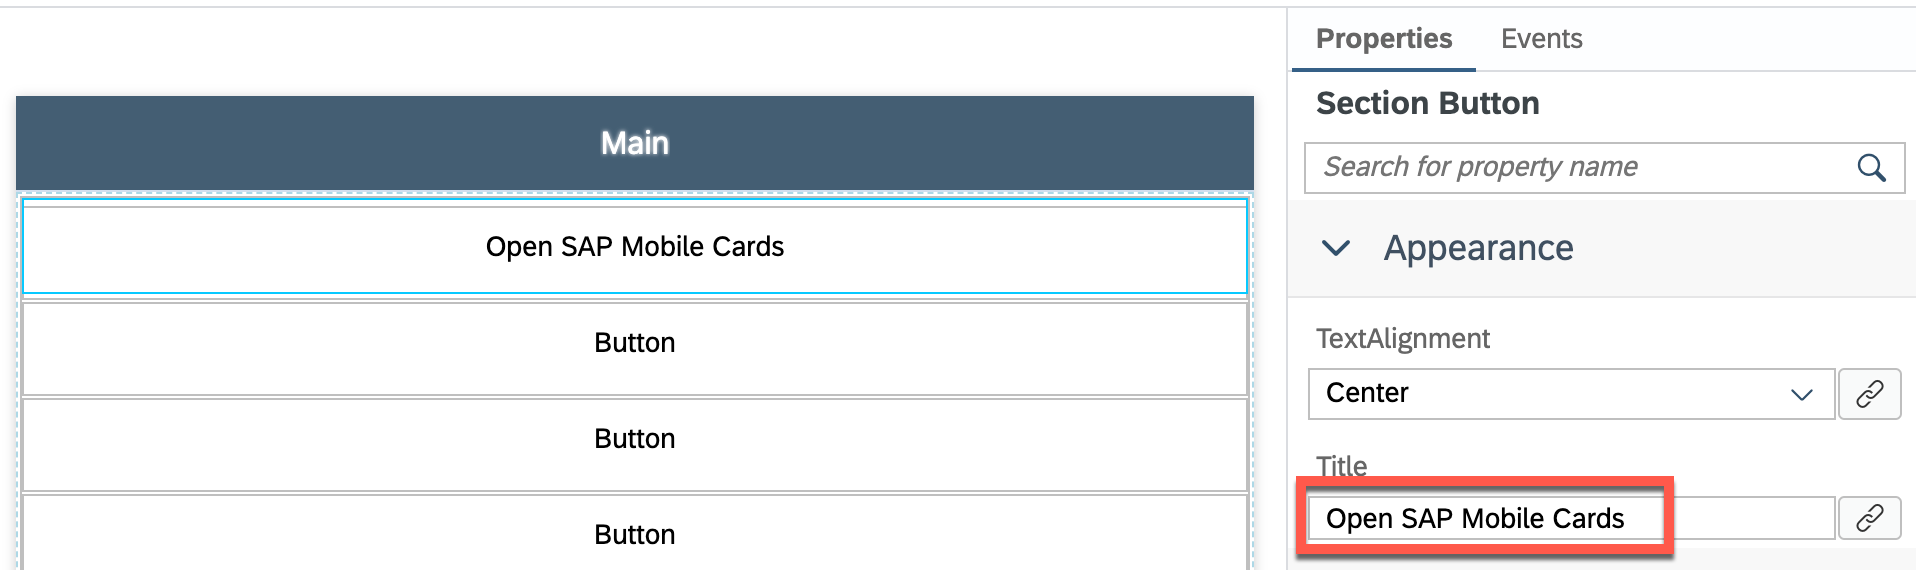 Main
Open SAP Mobile Cards
Button
Button
Button
Properties Events
Section Button
Search for property name
Appearance
TextAlignment
Center
Title
Open SAP Mobile Cards